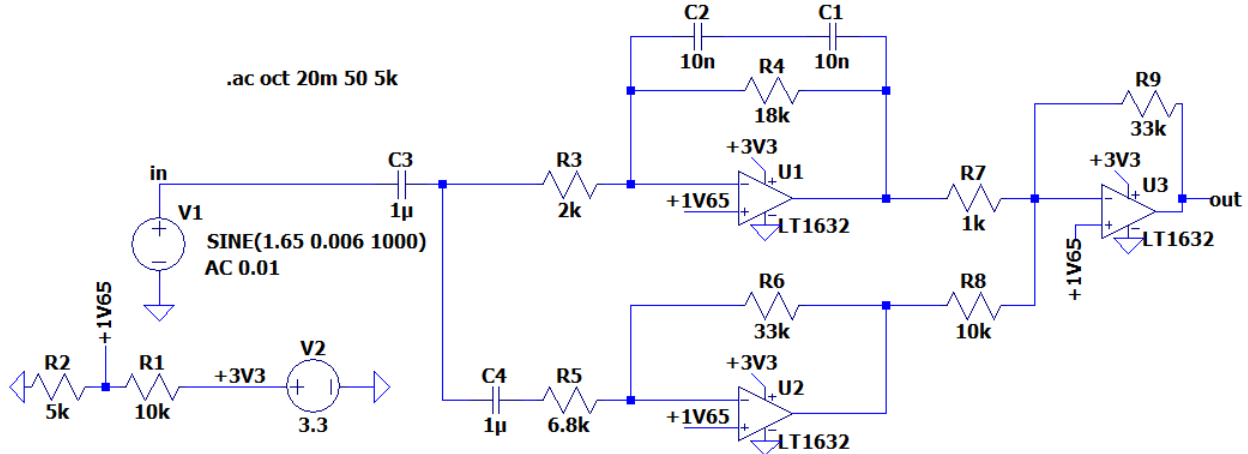 C2
C1
10n
10n
.ac oct 20m 50 5k
R4
18k
R9
33k
+3V3
U1
+3V3
U3
in
C3
1µ
R3
2k
+1V65
LT1632
R7
1k
out
LT1632
+1V65
V1
SINE(1.65 0.006 1000)
AC 0.01
R6
33k
R8
10k
+1V65
R2
5k
R1
10k
+3V3
V2
3.3
C4
1µ
R5
6.8k
+3V3
U2
+1V65
LT1632